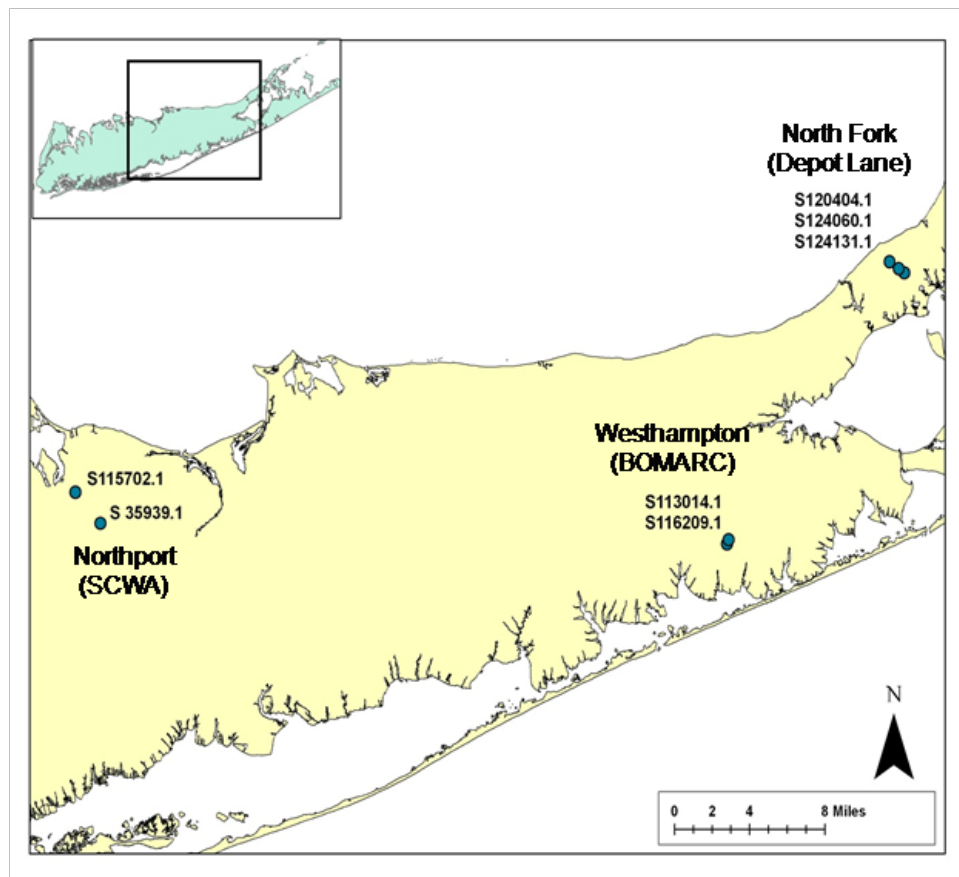 North Fork
(Depot Lane)
S120404.1
S124060.1
S124131.1
Westhampton
(BOMARC)
S113014.1
S116209.1
S115702.1
S 35939.1
Northport
(SCWA)
N
0 2 4 8 Miles